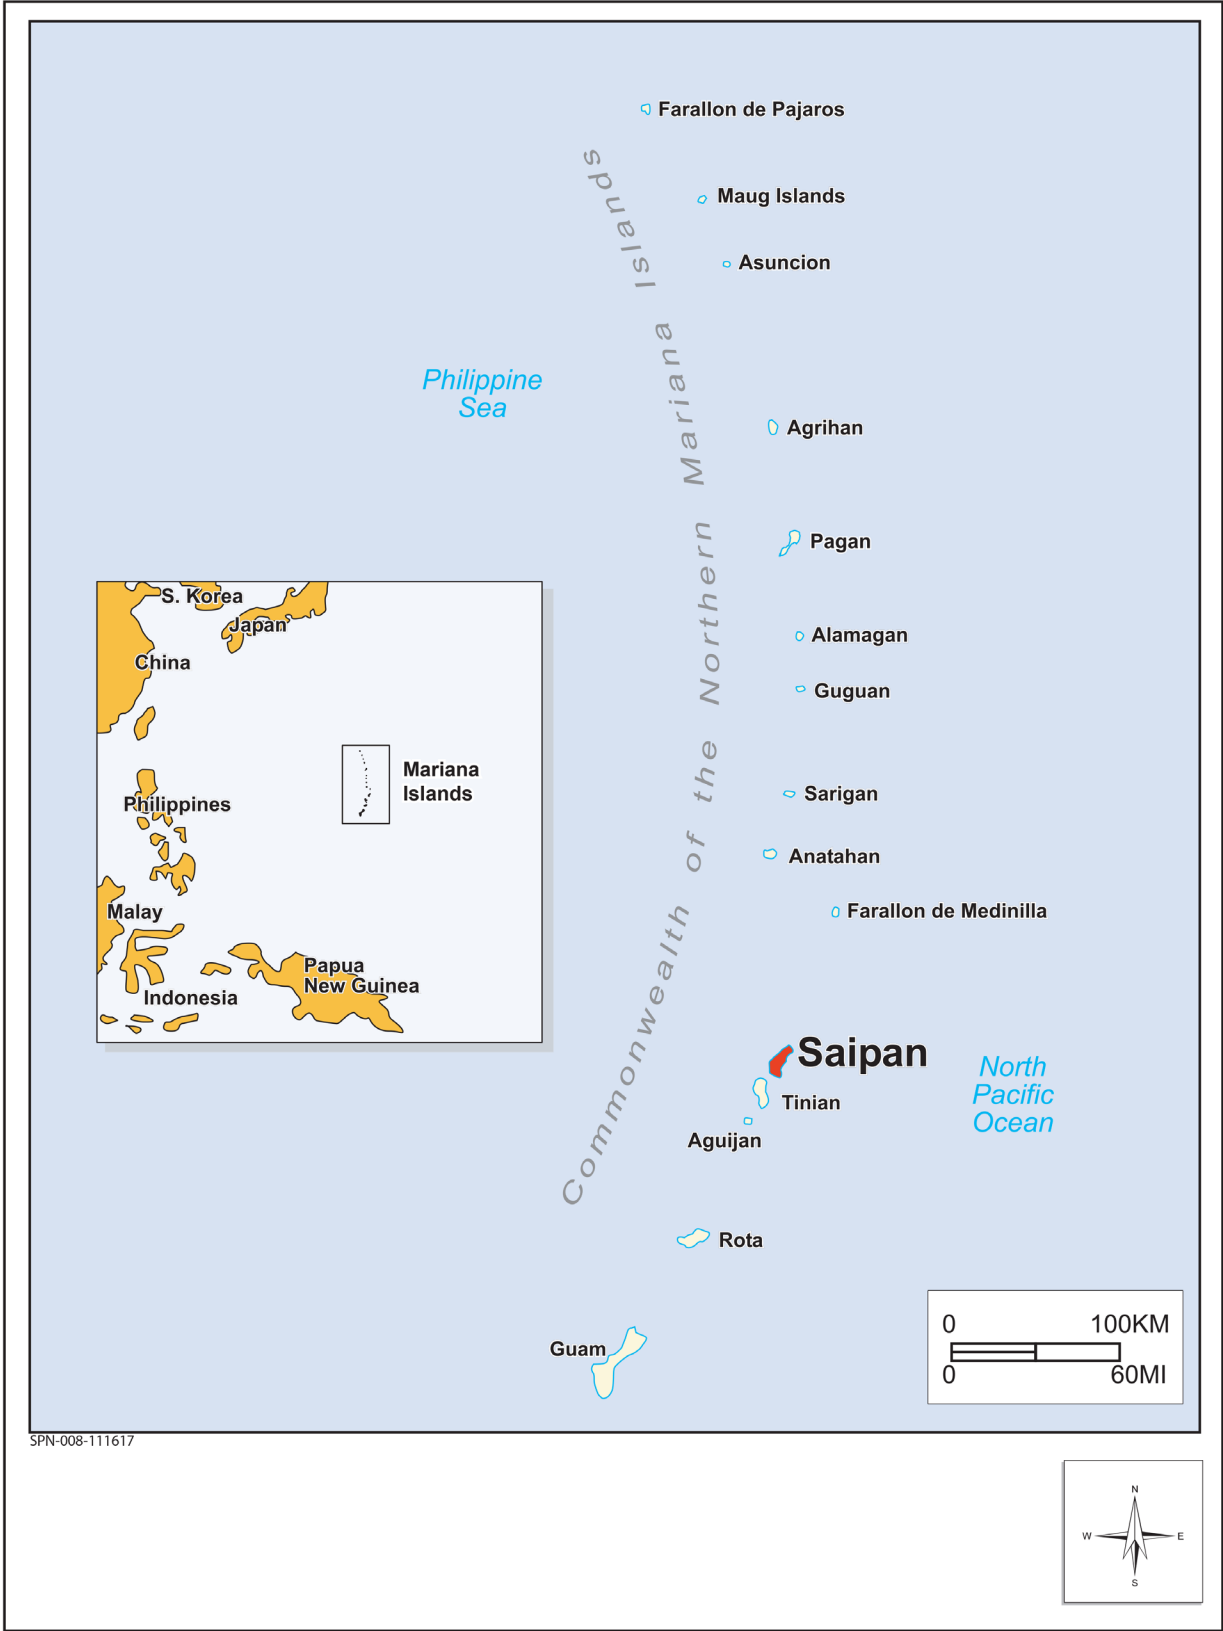 Farallon de Pajaros
Maug Islands
Asuncion
Philippine
Sea
Agrihan
Pagan
Alamagan
Guguan
Sarigan
Anatahan
Farallon de Medinilla
Saipan
Tinian
Aguijan
North
Pacific
Ocean
Rota
Guam
Commonwealth of the Northern Mariana Islands
S. Korea
Japan
China
Mariana
Islands
Philippines
Malay
Papua
New Guinea
Indonesia
0 100KM
0 60MI
SPN-008-111617
N
W E
S